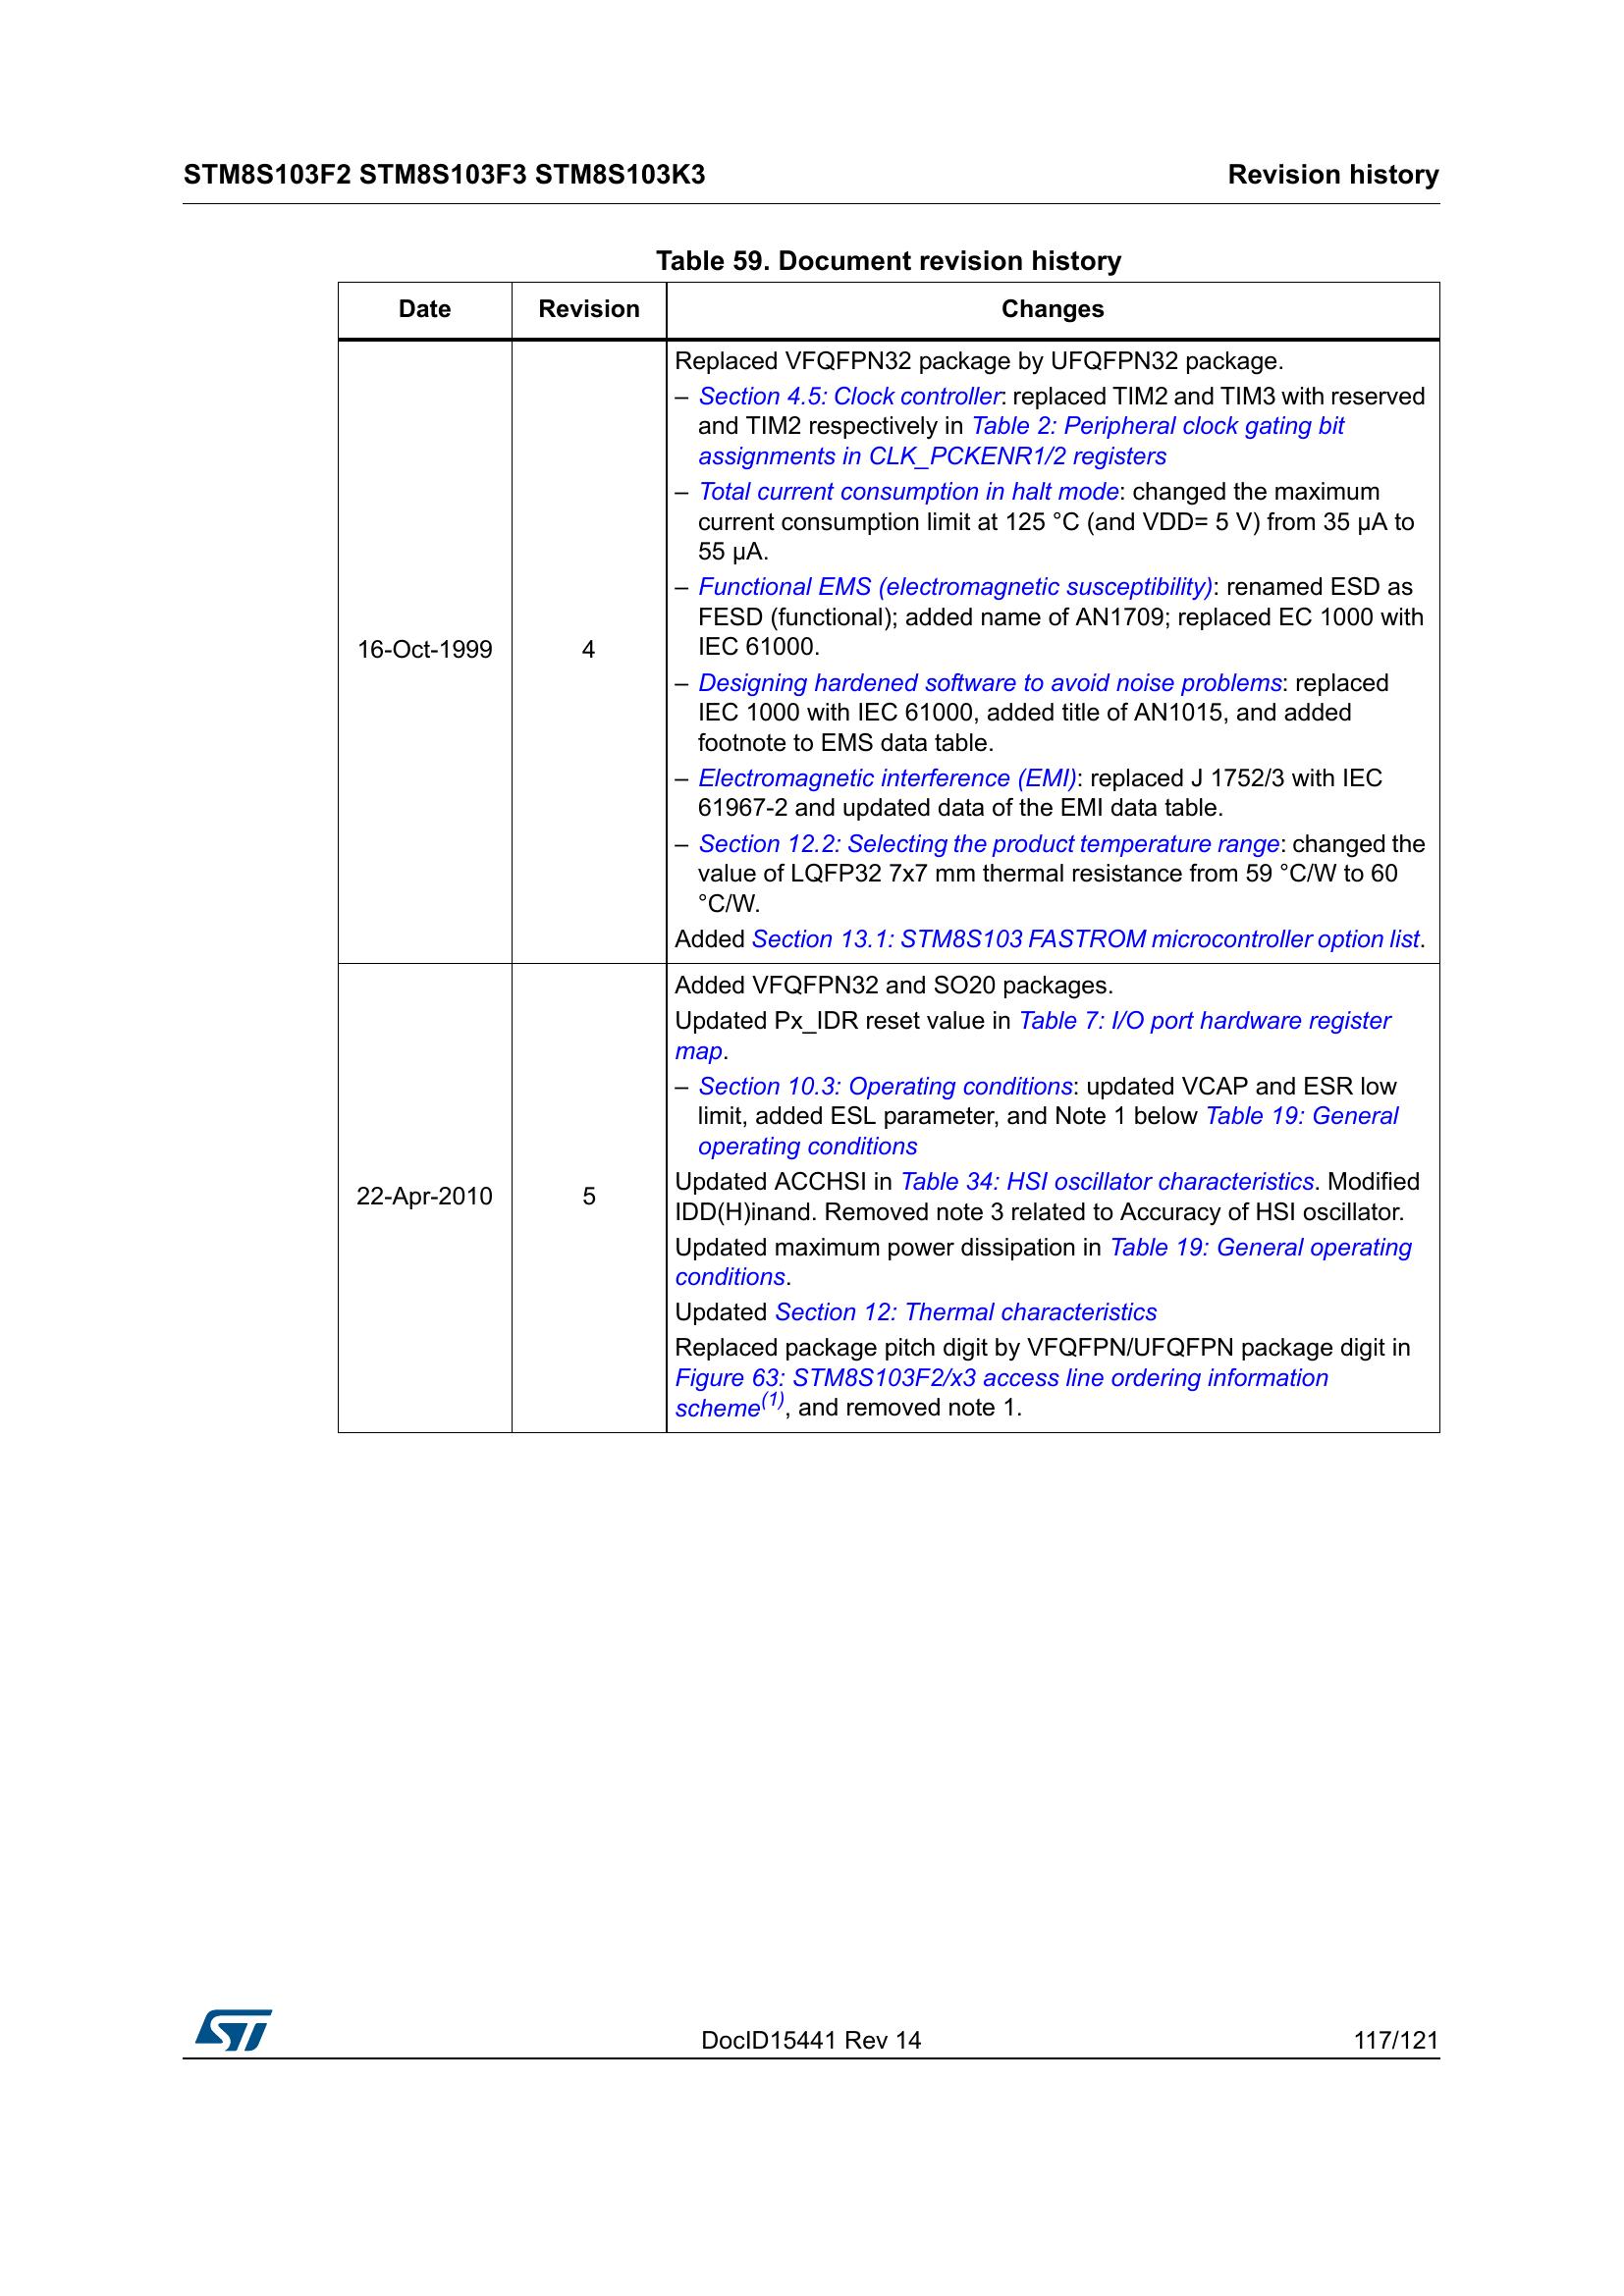 STM8S103F2 STM8S103F3 STM8S103K3 Revision history
Table 59. Document revision history
Date Revision Changes
16-Oct-1999 4
Replaced VFQFPN32 package by UFQFPN32 package.
– Section 4.5: Clock controller: replaced TIM2 and TIM3 with reserved
and TIM2 respectively in Table 2: Peripheral clock gating bit
assignments in CLK_PCKENR1/2 registers
– Total current consumption in halt mode: changed the maximum
current consumption limit at 125 °C (and VDD= 5 V) from 35 µA to
55 µA.
– Functional EMS (electromagnetic susceptibility): renamed ESD as
FESD (functional); added name of AN1709; replaced EC 1000 with
IEC 61000.
– Designing hardened software to avoid noise problems: replaced
IEC 1000 with IEC 61000, added title of AN1015, and added
footnote to EMS data table.
– Electromagnetic interference (EMI): replaced J 1752/3 with IEC
61967-2 and updated data of the EMI data table.
– Section 12.2: Selecting the product temperature range: changed the
value of LQFP32 7x7 mm thermal resistance from 59 °C/W to 60
°C/W.
Added Section 13.1: STM8S103 FASTROM microcontroller option list.
22-Apr-2010 5
Added VFQFPN32 and SO20 packages.
Updated Px_IDR reset value in Table 7: I/O port hardware register
map.
– Section 10.3: Operating conditions: updated VCAP and ESR low
limit, added ESL parameter, and Note 1 below Table 19: General
operating conditions
Updated ACCHSI in Table 34: HSI oscillator characteristics. Modified
IDD(H)inand. Removed note 3 related to Accuracy of HSI oscillator.
Updated maximum power dissipation in Table 19: General operating
conditions.
Updated Section 12: Thermal characteristics
Replaced package pitch digit by VFQFPN/UFQFPN package digit in
Figure 63: STM8S103F2/x3 access line ordering information
scheme(1), and removed note 1.
ST DocID15441 Rev 14 117/121